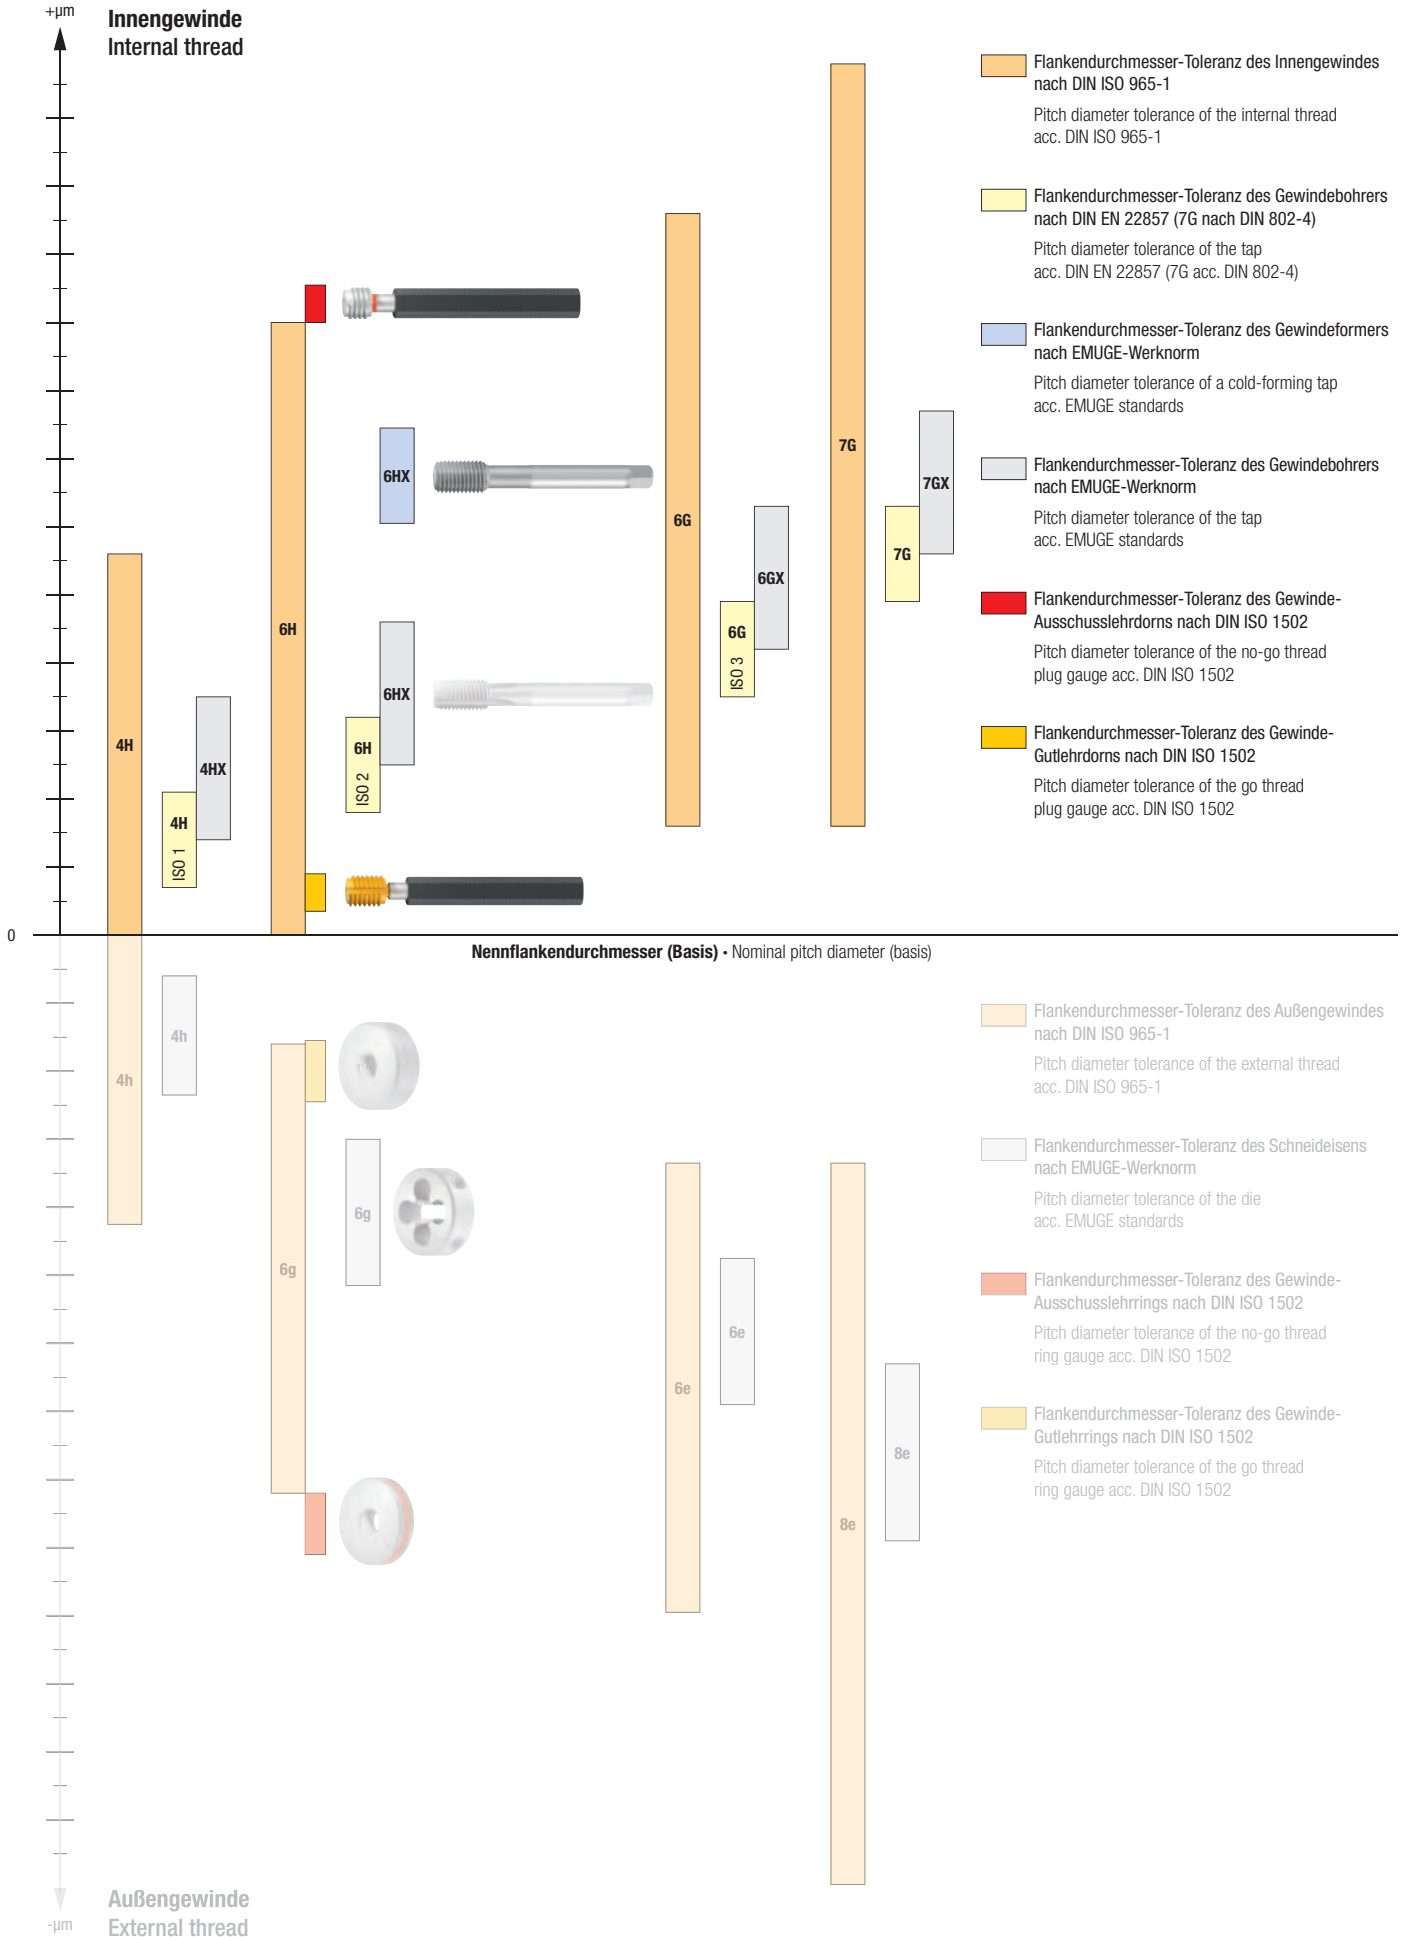 +µm
Innengewinde
Internal thread
Flankendurchmesser-Toleranz des Innengewindes
nach DIN ISO 965-1
Pitch diameter tolerance of the internal thread
acc. DIN ISO 965-1
Flankendurchmesser-Toleranz des Gewindebohrers
nach DIN EN 22857 (7G nach DIN 802-4)
Pitch diameter tolerance of the tap
acc. DIN EN 22857 (7G acc. DIN 802-4)
Flankendurchmesser-Toleranz des Gewindeformers
nach EMUGE-Werknorm
Pitch diameter tolerance of a cold-forming tap
acc. EMUGE standards
Flankendurchmesser-Toleranz des Gewindebohrers
nach EMUGE-Werknorm
Pitch diameter tolerance of the tap
acc. EMUGE standards
Flankendurchmesser-Toleranz des Gewinde-
Ausschusslehrdorns nach DIN ISO 1502
Pitch diameter tolerance of the no-go thread
plug gauge acc. DIN ISO 1502
Flankendurchmesser-Toleranz des Gewinde-
Gutlehrdorns nach DIN ISO 1502
Pitch diameter tolerance of the go thread
plug gauge acc. DIN ISO 1502
4H
4H
ISO 1
4HX
6H
6H
ISO 2
6HX
6HX
6G
6G
ISO 3
6GX
7G
7G
7GX
0
Nennflankendurchmesser (Basis) • Nominal pitch diameter (basis)
4h
4h
6g
6g
6e
6e
8e
8e
Flankendurchmesser-Toleranz des Außengewindes
nach DIN ISO 965-1
Pitch diameter tolerance of the external thread
acc. DIN ISO 965-1
Flankendurchmesser-Toleranz des Schneideisens
nach EMUGE-Werknorm
Pitch diameter tolerance of the die
acc. EMUGE standards
Flankendurchmesser-Toleranz des Gewinde-
Ausschusslehrrings nach DIN ISO 1502
Pitch diameter tolerance of the no-go thread
ring gauge acc. DIN ISO 1502
Flankendurchmesser-Toleranz des Gewinde-
Gutlehrrings nach DIN ISO 1502
Pitch diameter tolerance of the go thread
ring gauge acc. DIN ISO 1502
Außengewinde
External thread
-µm